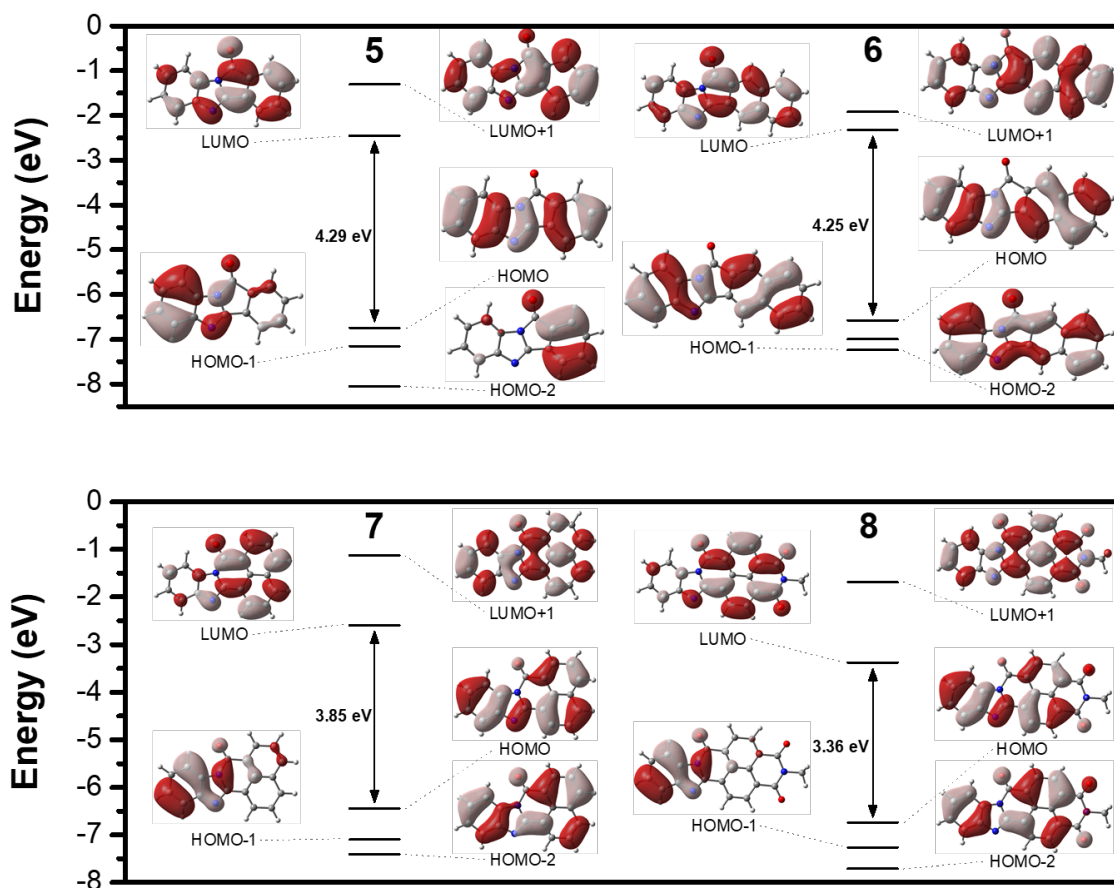 Energy (eV)
0
-1
-2
-3
-4
-5
-6
-7
-8
5
LUMO
LUMO+1
4.29 eV
HOMO
HOMO-1
HOMO-2
6
LUMO
LUMO+1
4.25 eV
HOMO
HOMO-1
HOMO-2
Energy (eV)
0
-1
-2
-3
-4
-5
-6
-7
-8
7
LUMO
LUMO+1
3.85 eV
HOMO
HOMO-1
HOMO-2
8
LUMO
LUMO+1
3.36 eV
HOMO
HOMO-1
HOMO-2